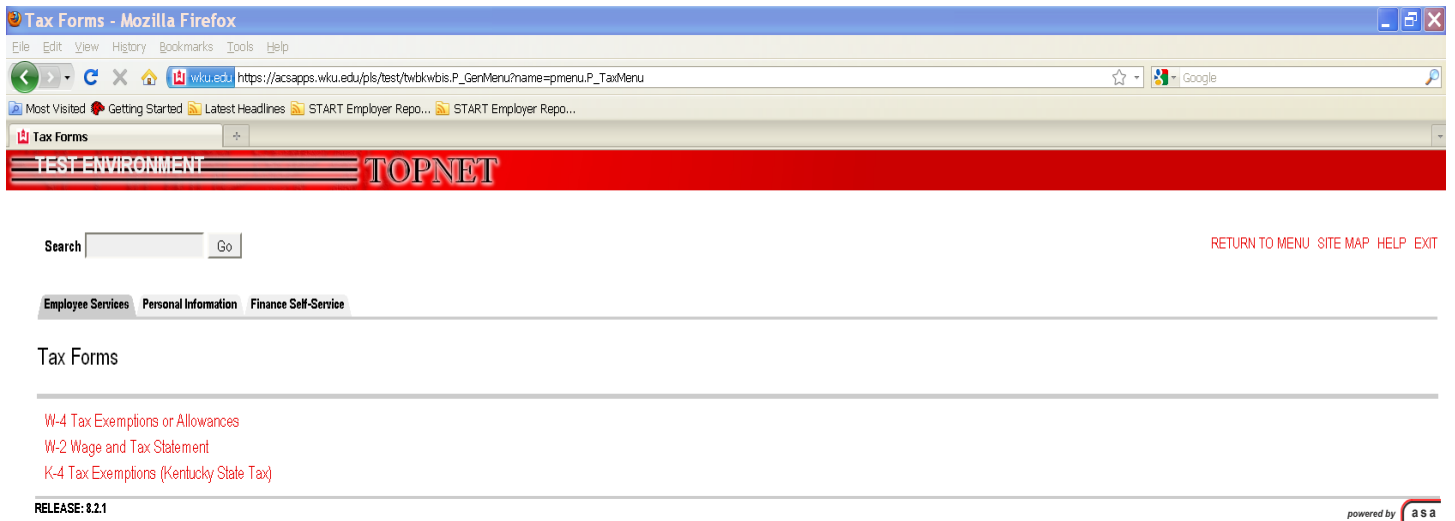 Tax Forms - Mozilla Firefox
File Edit View History Bookmarks Tools Help
wku.edu https://acsapps.wku.edu/pls/test/twbkwbis.P_GenMenu?name=pmenu.P_TaxMenu Google
Most Visited Getting Started Latest Headlines START Employer Repo... START Employer Repo...
Tax Forms
TEST ENVIRONMENT TOPNET
Search Go RETURN TO MENU SITE MAP HELP EXIT
Employee Services Personal Information Finance Self-Service
Tax Forms
W-4 Tax Exemptions or Allowances
W-2 Wage and Tax Statement
K-4 Tax Exemptions (Kentucky State Tax)
RELEASE: 8.2.1 powered by asa